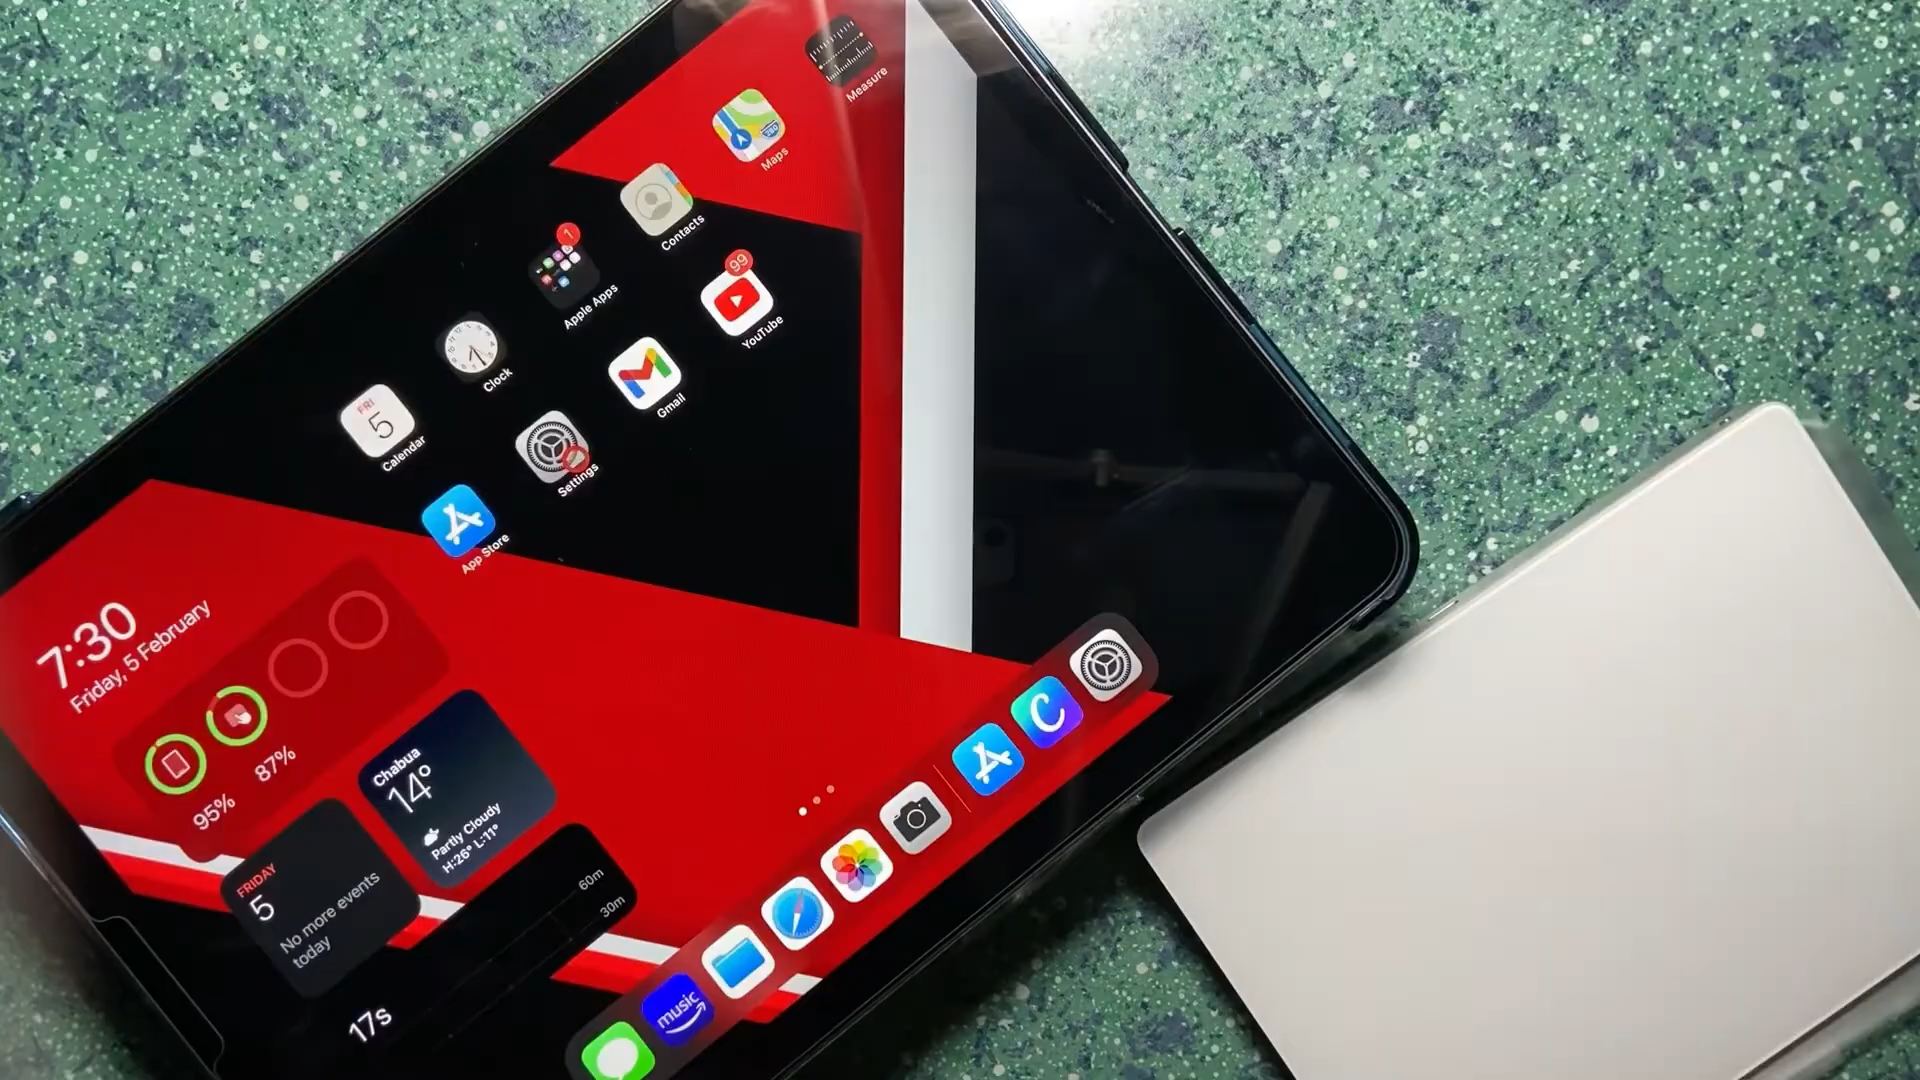 Measure
Maps
Contacts
1
Apple Apps
Clock
FRI
5
Calendar
99
YouTube
Gmail
Settings
App Store
7:30
Friday, 5 February
95%
87%
Chabua
14°
Partly Cloudy
H:26° L:11°
FRIDAY
5
No more events
today
60m
30m
17s
music